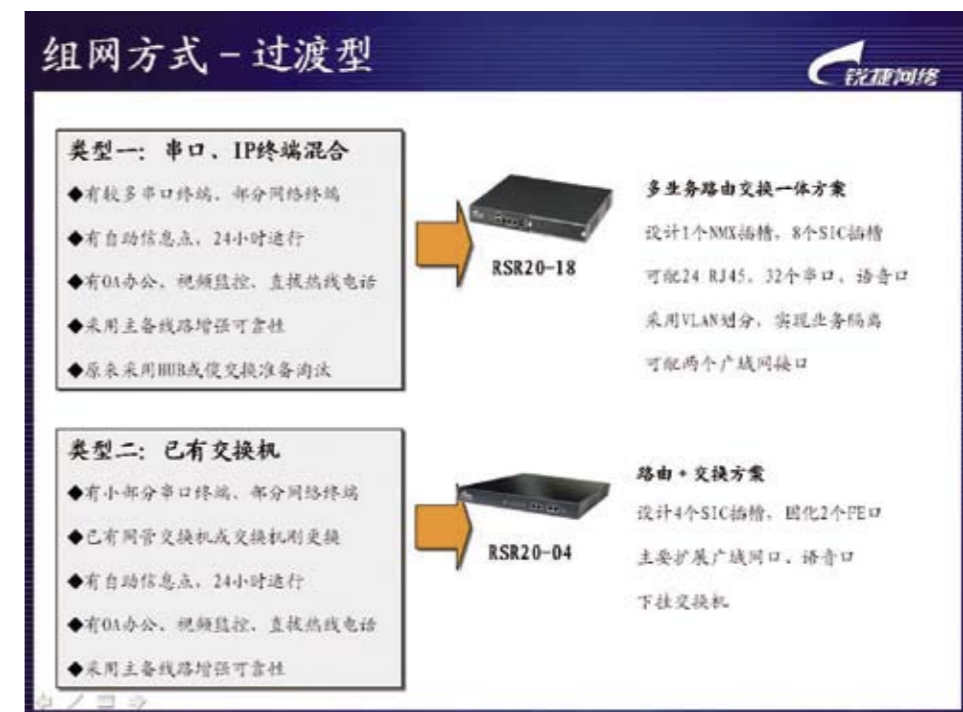 组网方式－过渡型
锐捷网络
类型一：串口、IP终端混合
◆有较多串口终端、部分网络终端
◆有自动信息点，24小时进行
◆有OA办公、视频监控、直拨热线电话
◆采用主备线路增强可靠性
◆原来采用HUB或傻交换准备淘汰
RSR20-18
多业务路由交换一体方案
设计1个NMX插槽，8个SIC插槽
可配24 RJ45，32个串口、语音口
采用VLAN划分，实现业务隔离
可配两个广域网接口
类型二：已有交换机
◆有小部分串口终端、部分网络终端
◆已有网管交换机或交换机刚更换
◆有自动信息点，24小时进行
◆有OA办公、视频监控、直拨热线电话
◆采用主备线路增强可靠性
RSR20-04
路由+交换方案
设计4个SIC插槽，固化2个FE口
主要扩展广域网口、语音口
下挂交换机